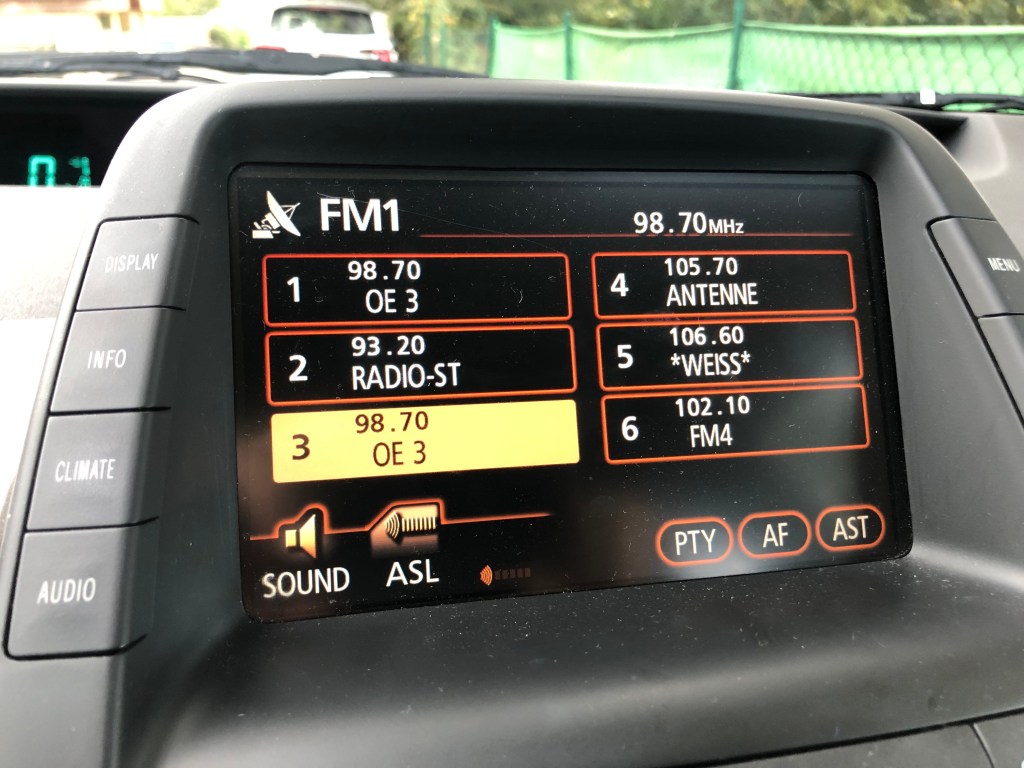 0
DISPLAY
INFO
CLIMATE
AUDIO
FM1
98.70MHz
1
98.70
OE 3
2
93.20
RADIO-ST
3
98.70
OE 3
4
105.70
ANTENNE
5
106.60
*WEISS*
6
102.10
FM4
SOUND
ASL
PTY
AF
AST
MENU